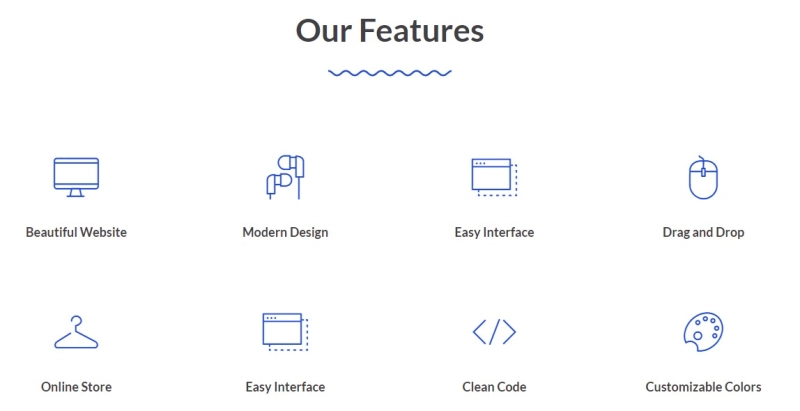 Our Features
Beautiful Website
Modern Design
Easy Interface
Drag and Drop
Online Store
Easy Interface
Clean Code
Customizable Colors